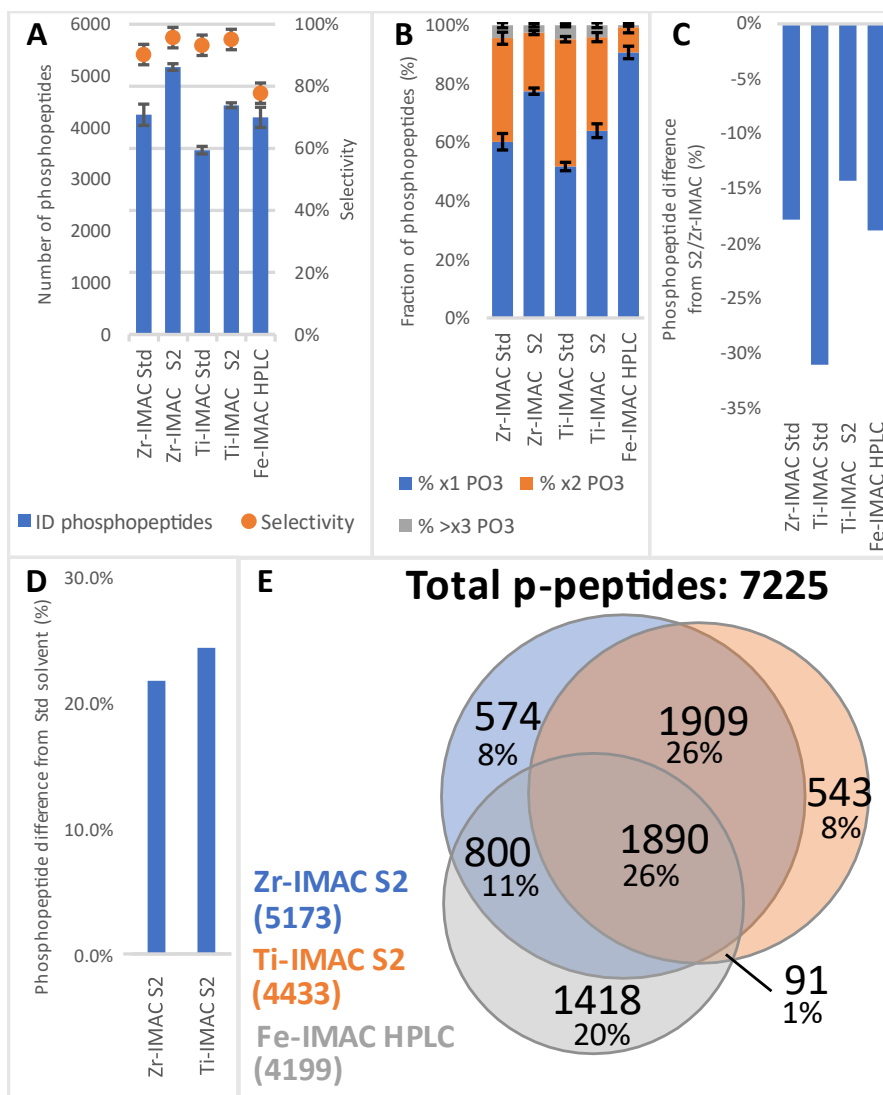 A
6000
5000
4000
3000
2000
1000
0
Number of phosphopeptides
100%
80%
60%
40%
20%
0%
Selectivity
Zr-IMAC Std
Zr-IMAC S2
Ti-IMAC Std
Ti-IMAC S2
Fe-IMAC HPLC
ID phosphopeptides
Selectivity
B
100%
80%
60%
40%
20%
0%
Fraction of phosphopeptides (%)
Zr-IMAC Std
Zr-IMAC S2
Ti-IMAC Std
Ti-IMAC S2
Fe-IMAC HPLC
% x1 PO3
% x2 PO3
% >x3 PO3
C
0%
-5%
-10%
-15%
-20%
-25%
-30%
-35%
Phosphopeptide difference
from S2/Zr-IMAC (%)
Zr-IMAC Std
Ti-IMAC Std
Ti-IMAC S2
Fe-IMAC HPLC
D
30.0%
20.0%
10.0%
0.0%
Phosphopeptide difference from Std solvent (%)
Zr-IMAC S2
Ti-IMAC S2
E
Total p-peptides: 7225
574
8%
1909
26%
543
8%
800
11%
1890
26%
91
1%
1418
20%
Zr-IMAC S2
(5173)
Ti-IMAC S2
(4433)
Fe-IMAC HPLC
(4199)